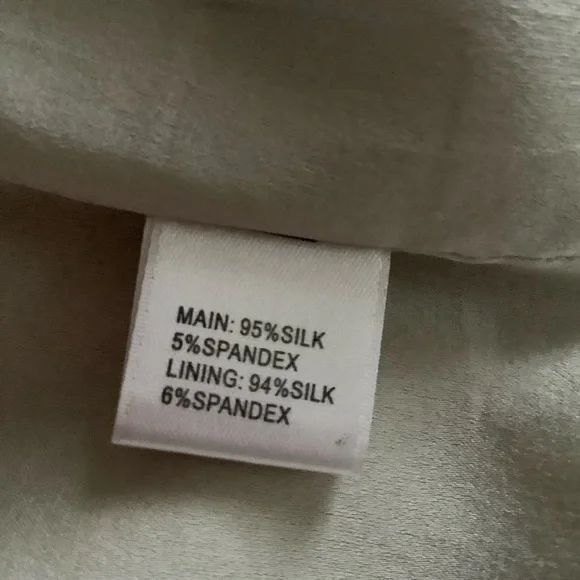 MAIN: 95%SILK
5%SPANDEX
LINING: 94%SILK
6%SPANDEX